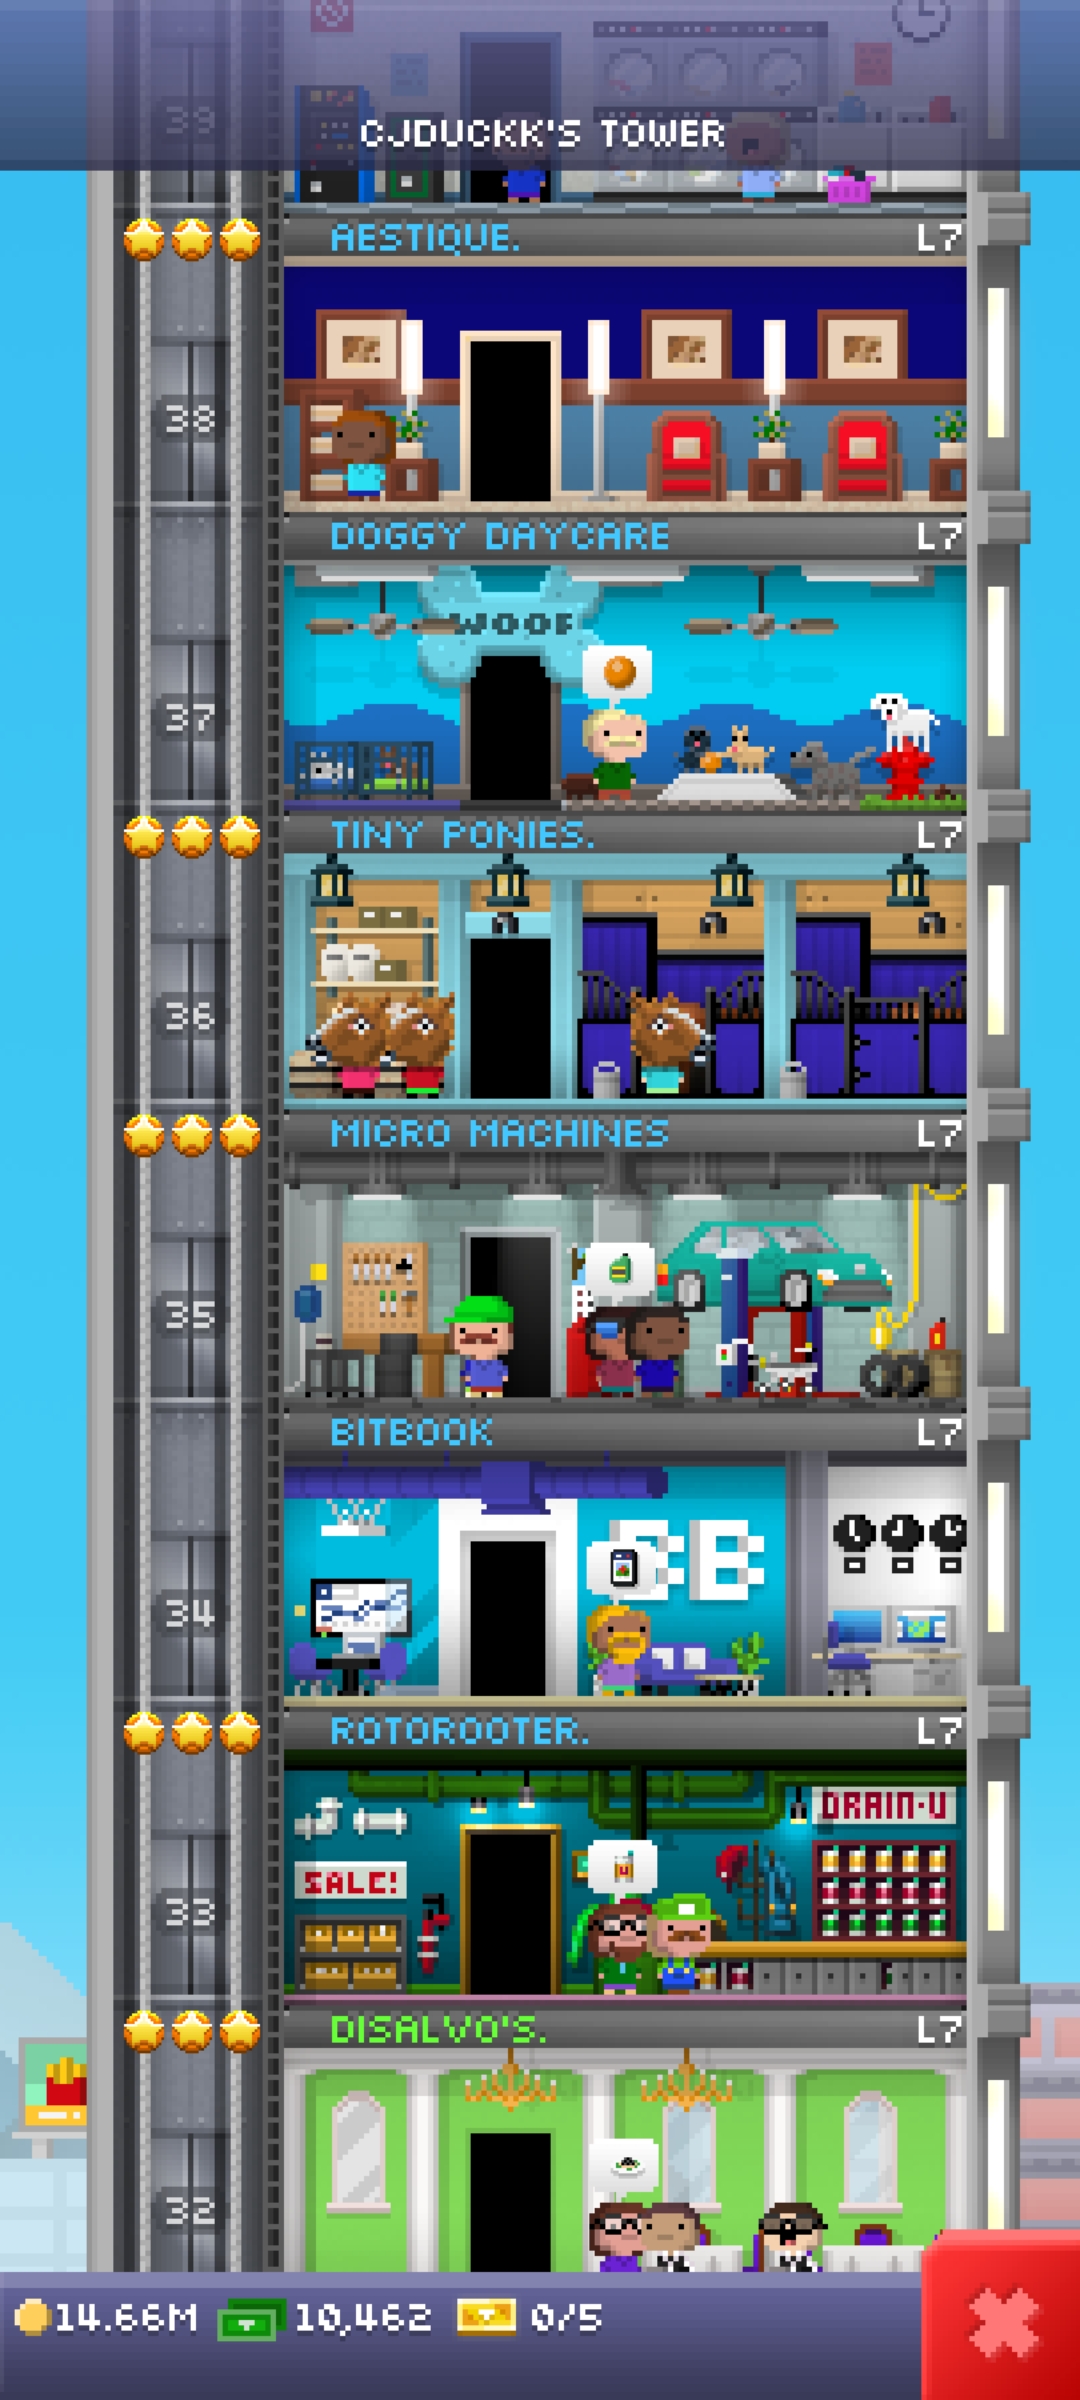 39
CJDUCKK'S TOWER
AESTIQUE. L7
38
DOGGY DAYCARE L7
WOOF
37
TINY PONIES. L7
36
MICRO MACHINES L7
35
BITBOOK L7
BB
34
ROTOROOTER. L7
DRAIN-U
SALE!
33
DISALVO'S. L7
32
14.66M 10,462 0/5